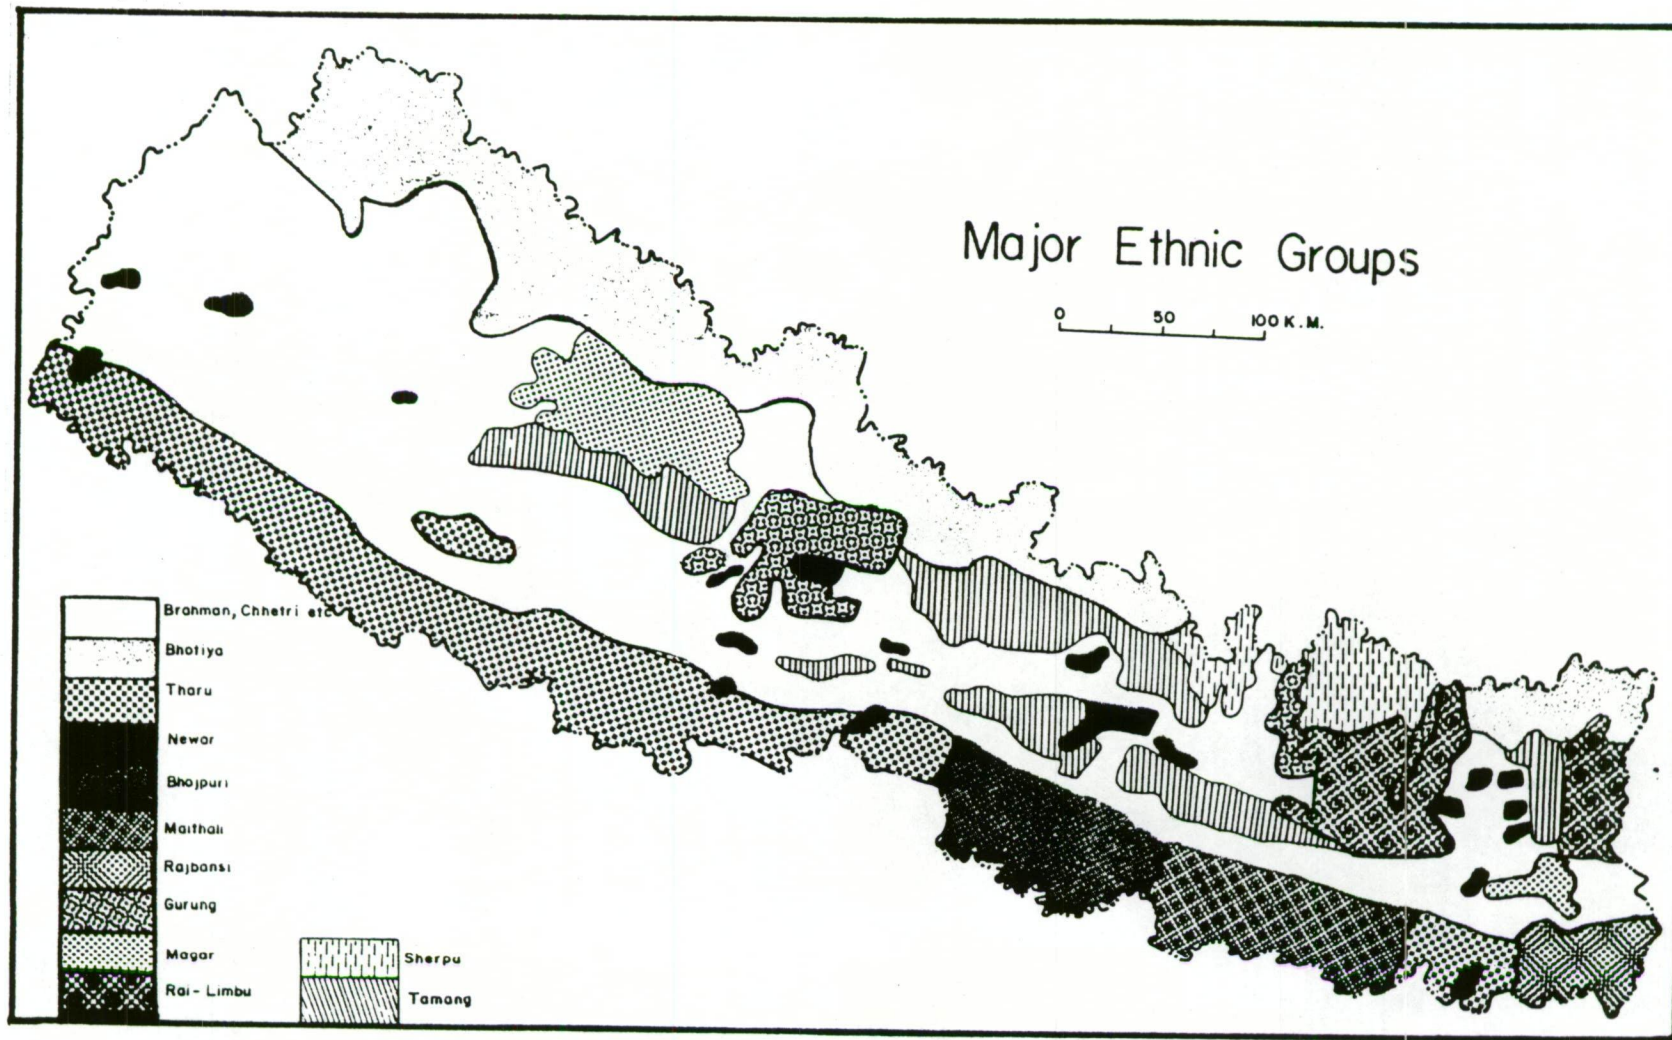 Major Ethnic Groups
0 50 100 K.M.
Brahman, Chhetri etc
Bhotiya
Tharu
Newar
Bhojpuri
Maithali
Rajbansi
Gurung
Magar
Rai-Limbu
Sherpu
Tamang